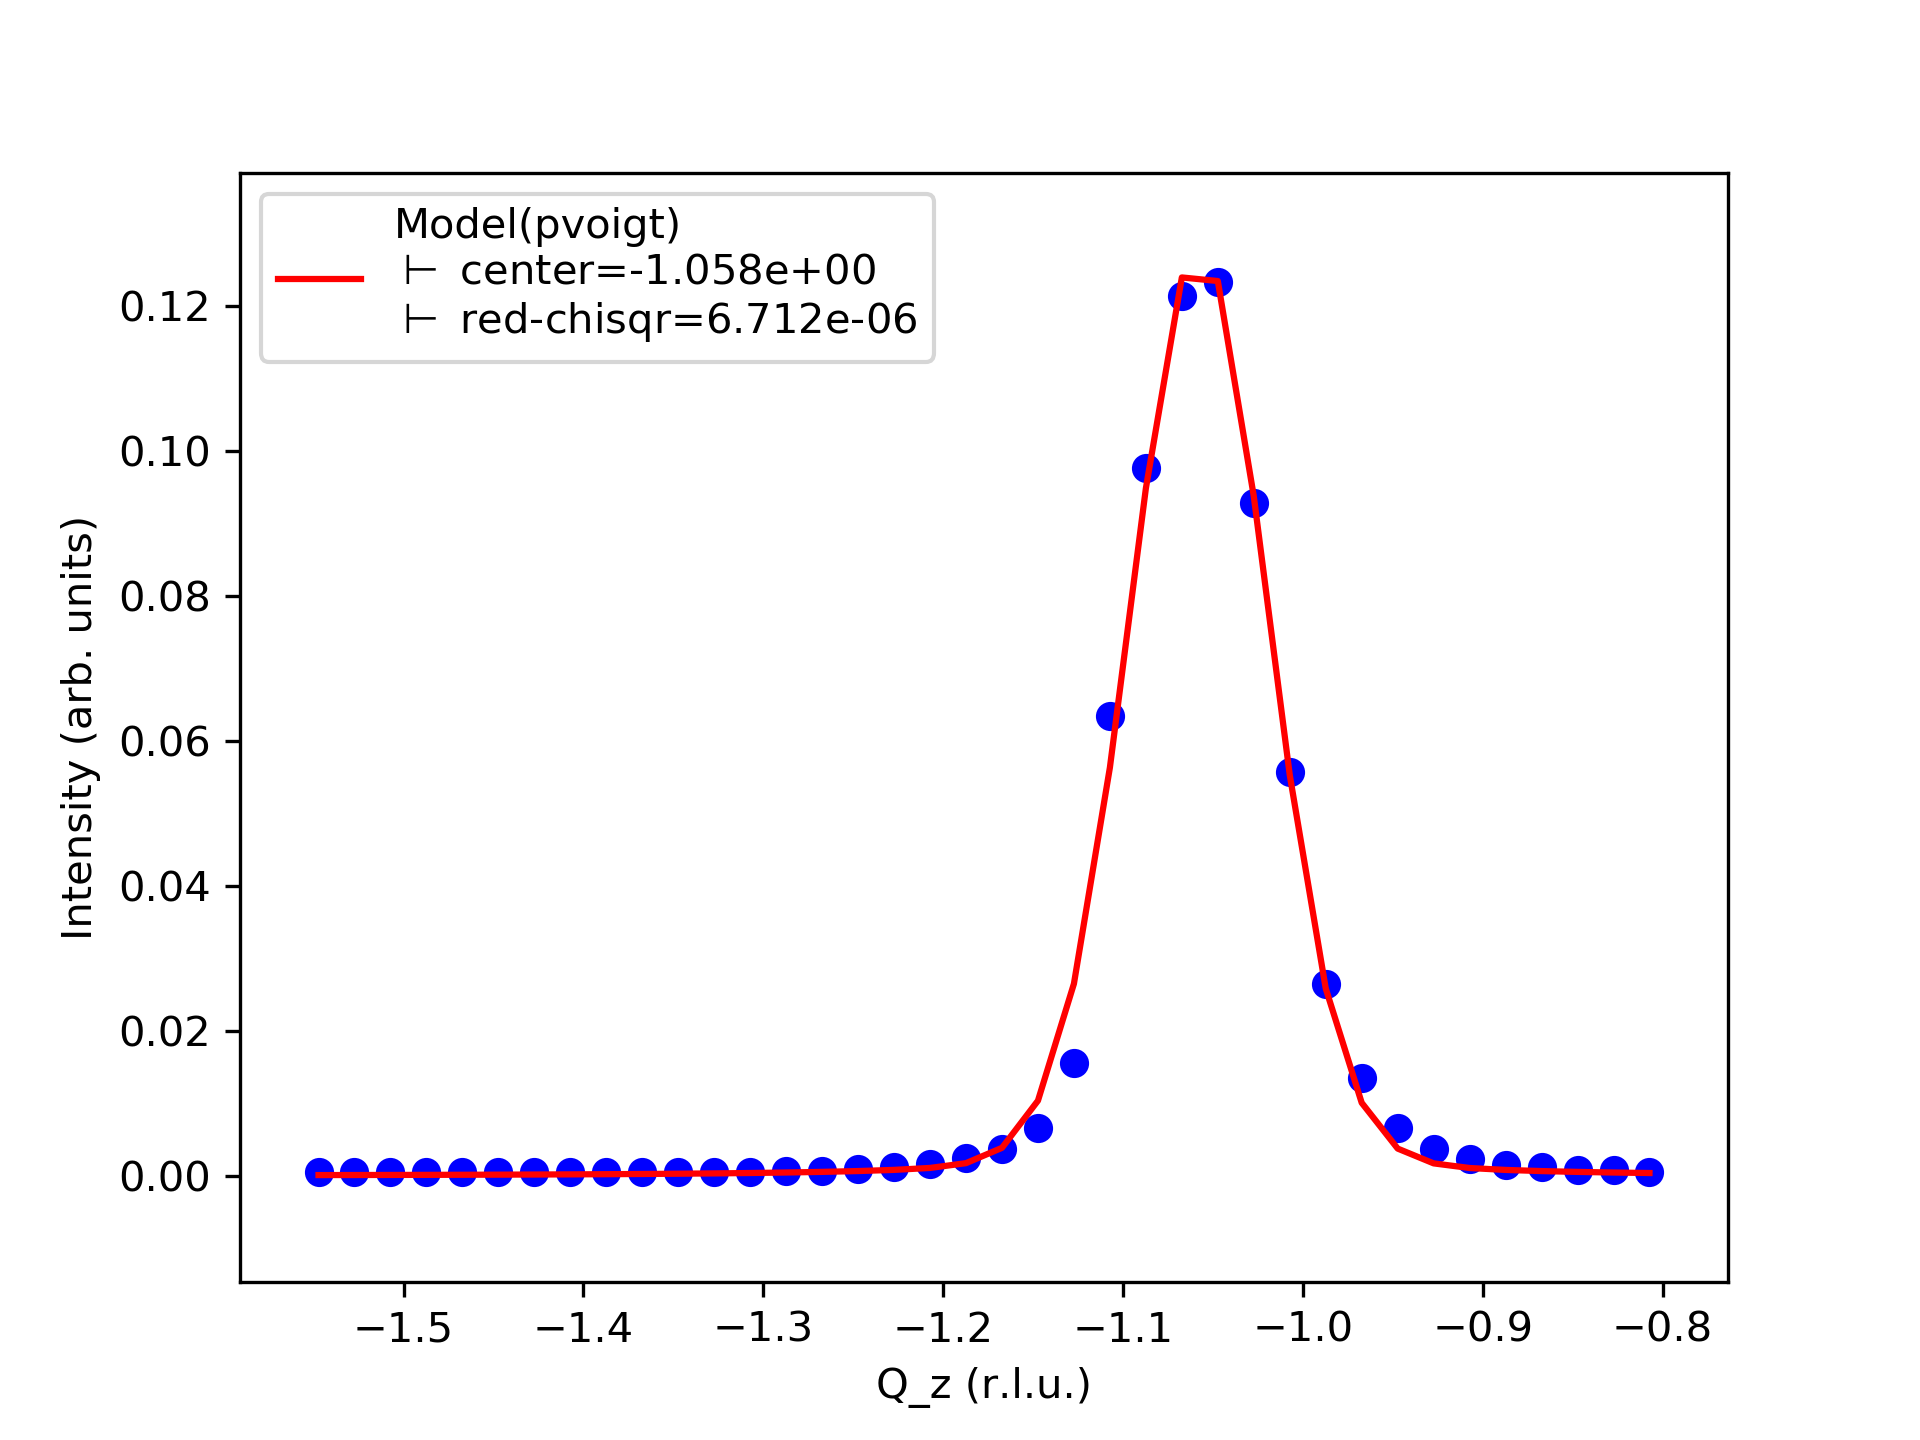 Model(pvoigt)
⊢ center=-1.058e+00
⊢ red-chisqr=6.712e-06
0.12
0.10
0.08
0.06
0.04
0.02
0.00
Intensity (arb. units)
−1.5 −1.4 −1.3 −1.2 −1.1 −1.0 −0.9 −0.8
Q_z (r.l.u.)